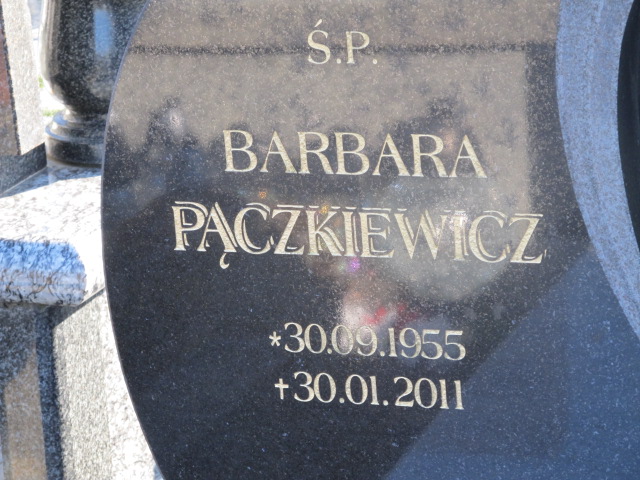 Ś.P.
BARBARA
PĄCZKIEWICZ
*30.09.1955
+30.01.2011